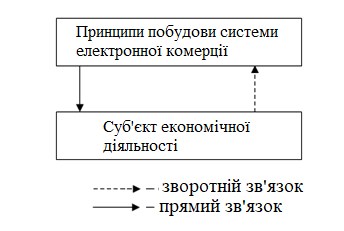 Принципи побудови системи
електронної комерції
Суб'єкт економічної
діяльності
– зворотній зв'язок
– прямий зв'язок